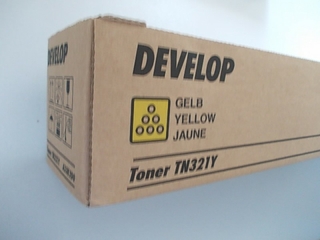 DEVELOP
DEVELOP
GELB
YELLOW
JAUNE
Toner TN321Y